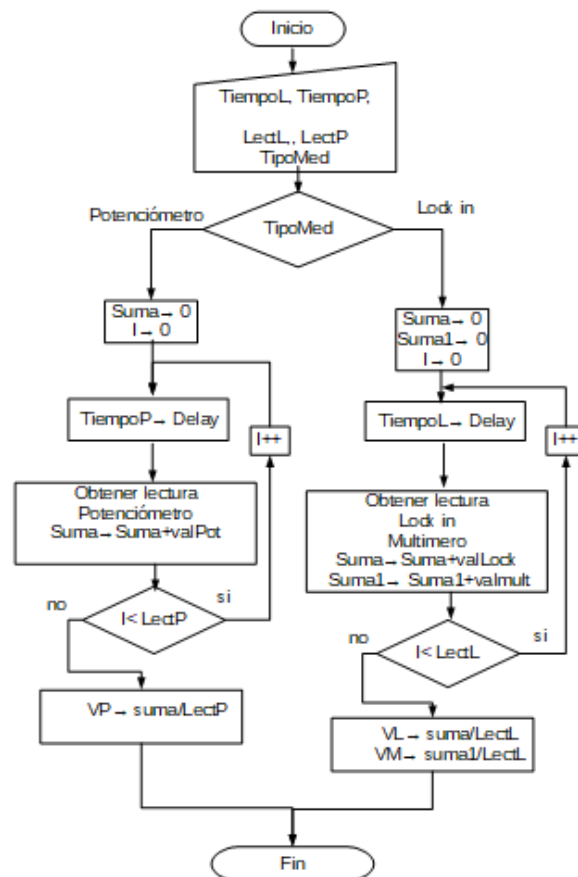 Inicio
TiempoL, TiempoP,
LectL,, LectP
TipoMed
Potenciómetro
Lock in
TipoMed
Suma→ 0
I→ 0
Suma→ 0
Suma1→ 0
I→ 0
TiempoP→ Delay
I++
TiempoL→ Delay
I++
Obtener lectura
Potenciómetro
Suma→Suma+valPot
Obtener lectura
Lock in
Multimero
Suma→Suma+valLock
Suma1→ Suma1+valmult
no
si
I< LectP
no
si
I< LectL
VP→ suma/LectP
VL→ suma/LectL
VM→ suma1/LectL
Fin